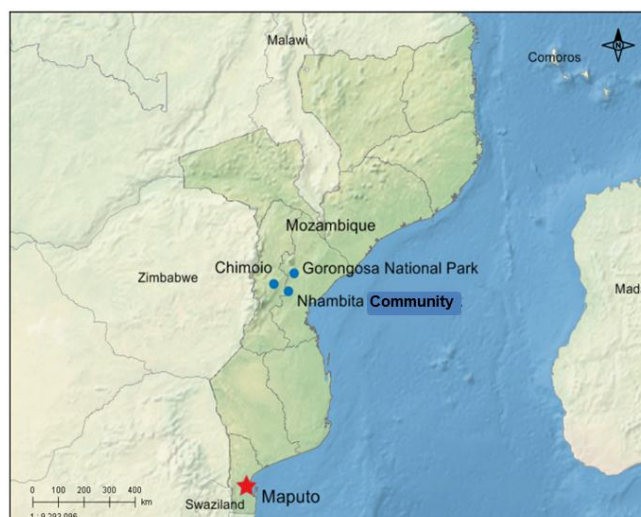 Malawi
N
Comoros
Mozambique
Chimoio
Gorongosa National Park
Zimbabwe
Nhambita Community
Mad
0 100 200 300 400
km
Swaziland
Maputo